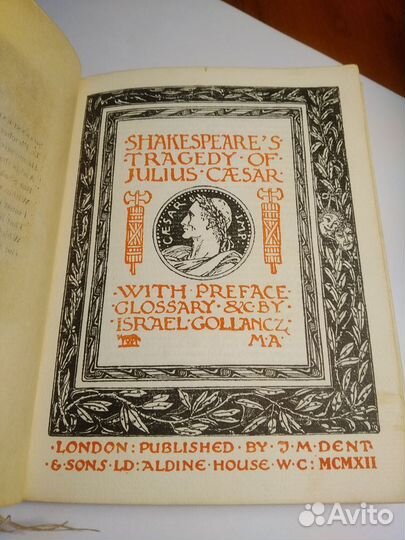 SHAKESPEARE'S
TRAGEDY · OF ·
JULIUS CÆSAR ·
CÆSAR IMP
WITH · PREFACE ·
GLOSSARY · &C · BY ·
ISRAEL · GOLLANCZ
M · A ·
· LONDON : PUBLISHED · BY · J · M · DENT ·
· & SONS · LD : ALDINE · HOUSE · W · C : MCMXII
Avito